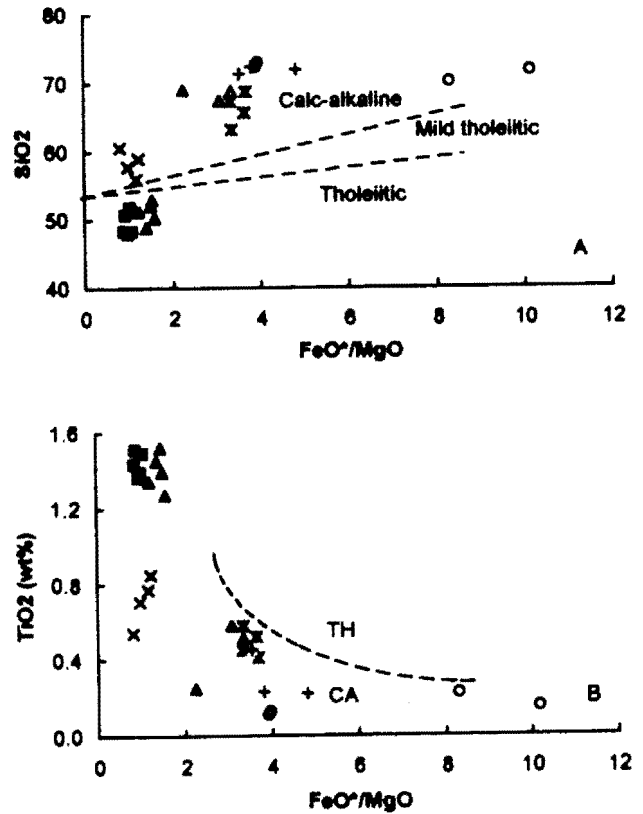 80
70
60
50
40
SiO2
Calc-alkaline
Mild tholeiitic
Tholeiitic
A
0 2 4 6 8 10 12
FeO*/MgO
1.6
1.2
0.8
0.4
0.0
TiO2 (wt%)
TH
CA
B
0 2 4 6 8 10 12
FeO*/MgO